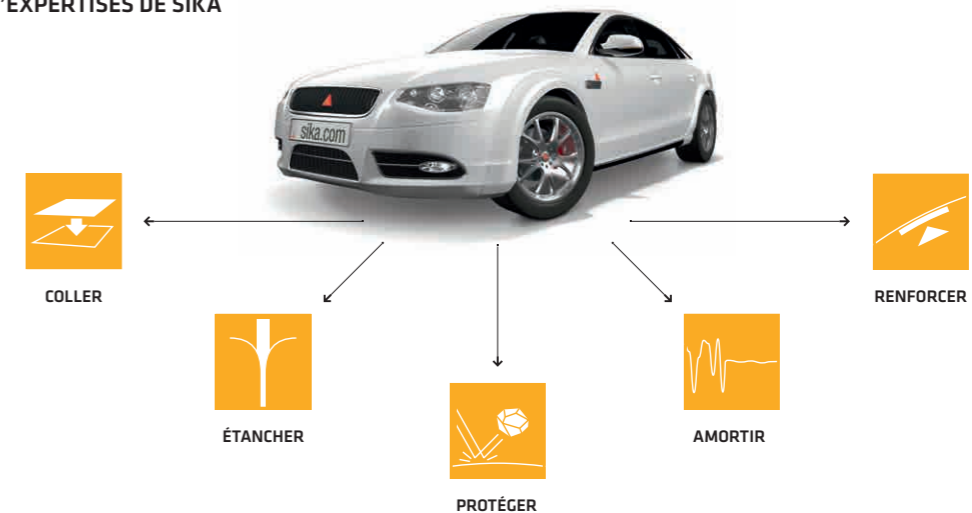 'EXPERTISES DE SIKA
sika.com
COLLER
RENFORCER
ÉTANCHER
AMORTIR
PROTÉGER